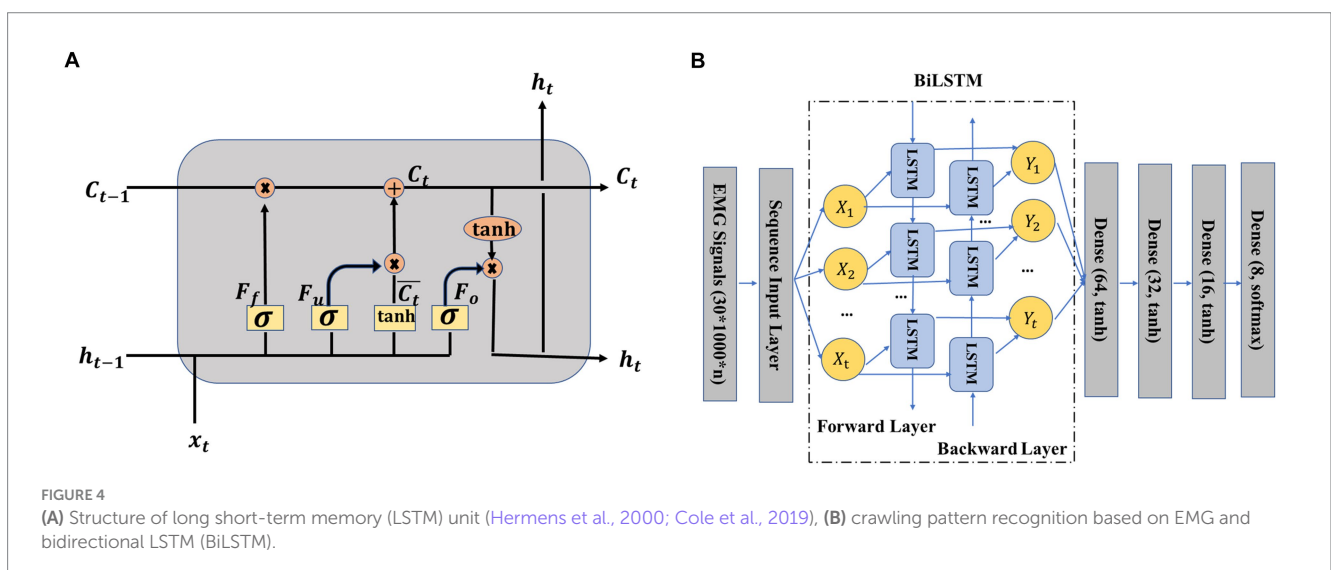 A
h_t
C_{t-1}
C_t
C_t
tanh
F_f
F_u
\overline{C_t}
F_o
σ
σ
tanh
σ
h_{t-1}
h_t
x_t
B
BiLSTM
EMG Signals (30*1000*n)
Sequence Input Layer
X_1
X_2
...
X_t
LSTM
LSTM
...
LSTM
LSTM
...
LSTM
LSTM
Y_1
Y_2
...
Y_t
Forward Layer
Backward Layer
Dense (64, tanh)
Dense (32, tanh)
Dense (16, tanh)
Dense (8, softmax)
FIGURE 4
(A) Structure of long short-term memory (LSTM) unit (Hermens et al., 2000; Cole et al., 2019), (B) crawling pattern recognition based on EMG and
bidirectional LSTM (BiLSTM).